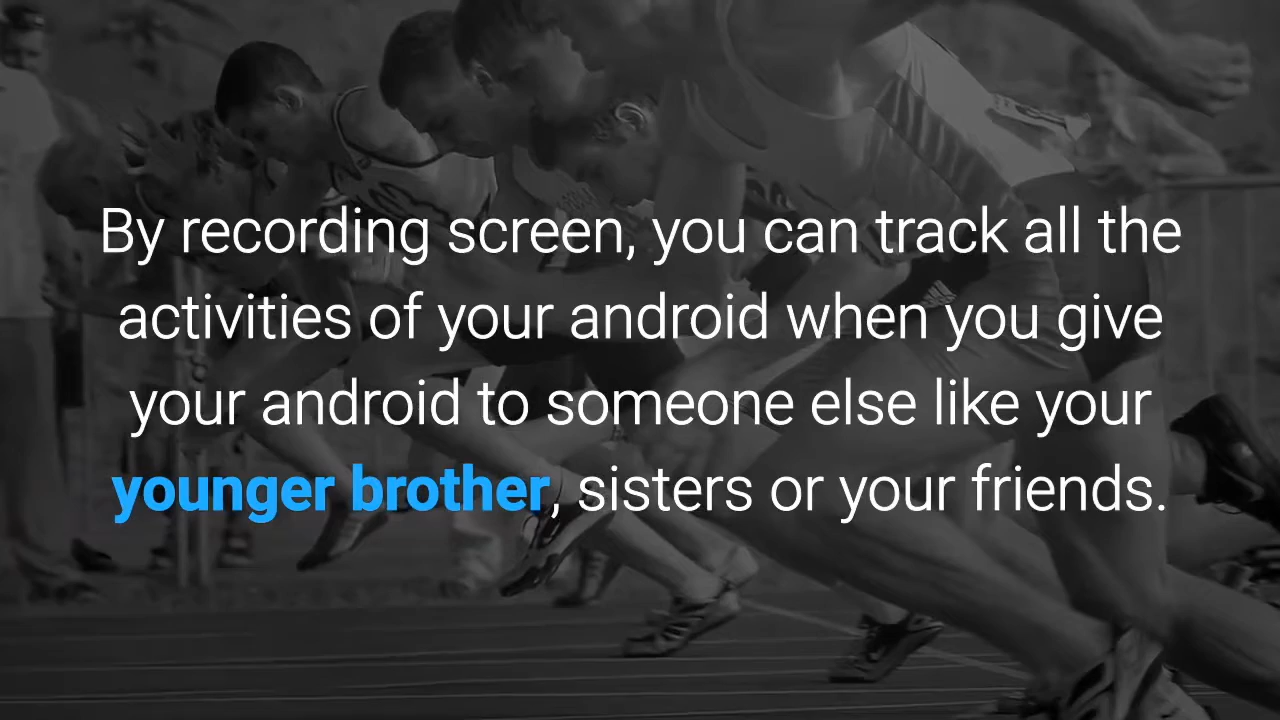 By recording screen, you can track all the
activities of your android when you give
your android to someone else like your
younger brother, sisters or your friends.